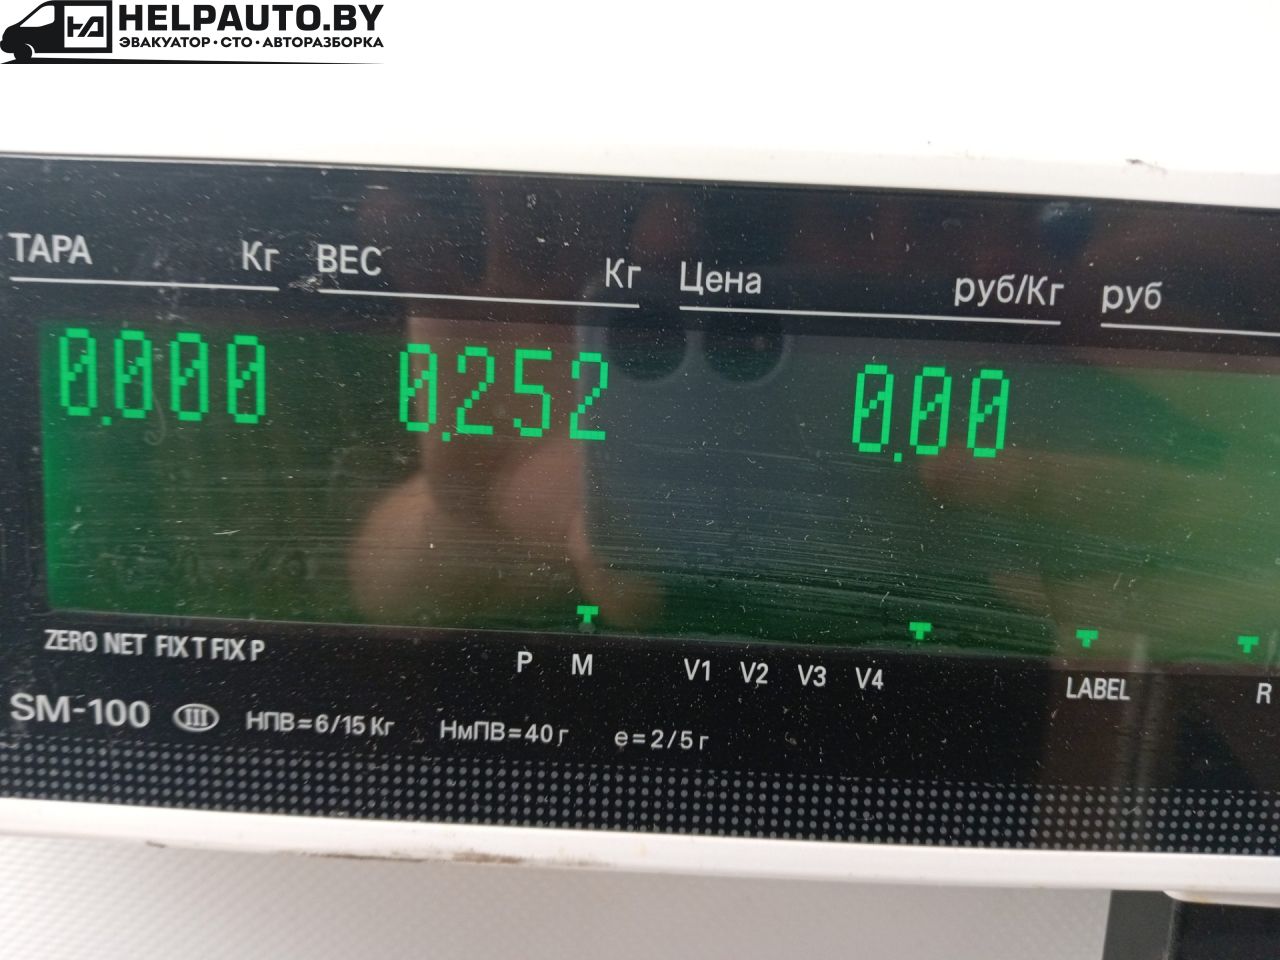 HELPAUTO.BY
ЭВАКУАТОР·СТО·АВТОРАЗБОРКА
ТАРА Кг ВЕС Кг Цена руб/Кг руб
0.000 0.252 0.00
ZERO NET FIX T FIX P P M V1 V2 V3 V4 LABEL R
SM-100 III НПВ=6/15 Кг НмПВ=40 г e=2/5 г